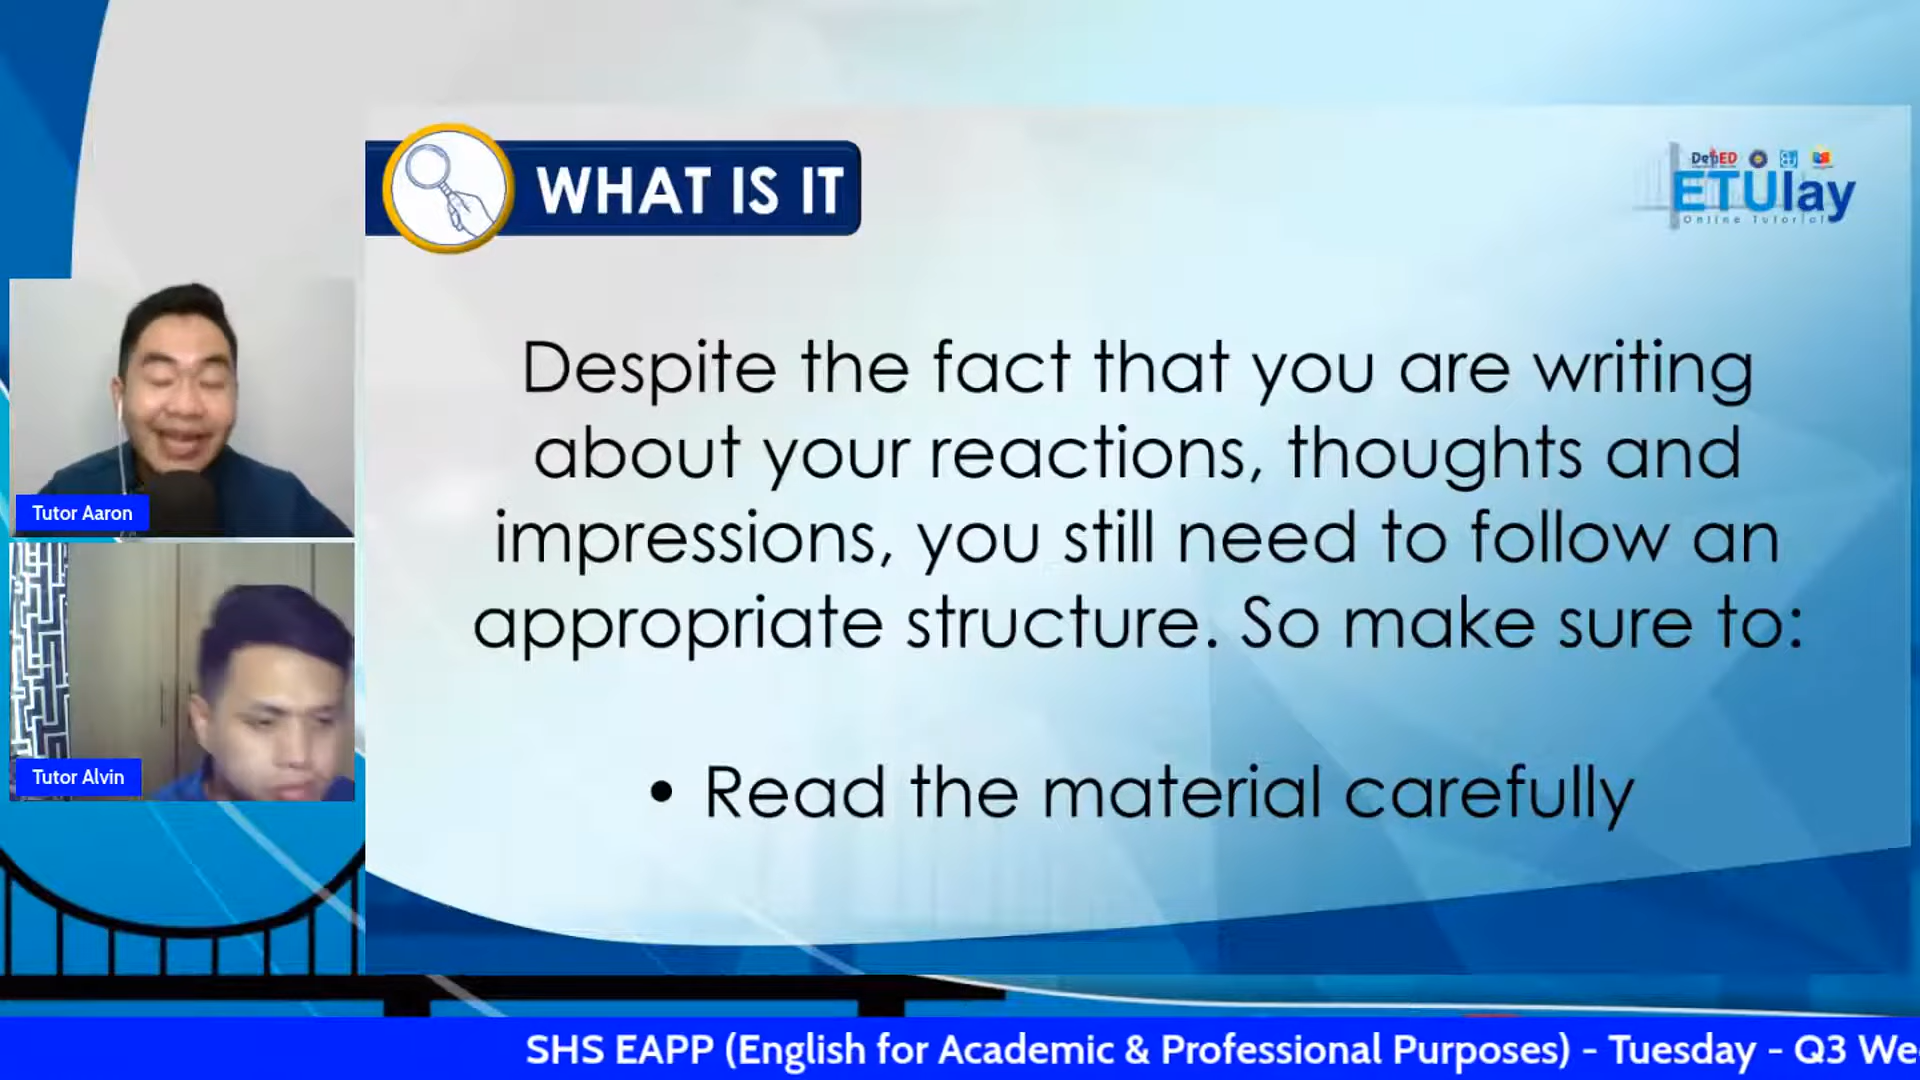 WHAT IS IT
DepED
ETUlay
Online Tutorial
Despite the fact that you are writing
about your reactions, thoughts and
impressions, you still need to follow an
appropriate structure. So make sure to:
• Read the material carefully
Tutor Aaron
Tutor Alvin
SHS EAPP (English for Academic & Professional Purposes) - Tuesday - Q3 We